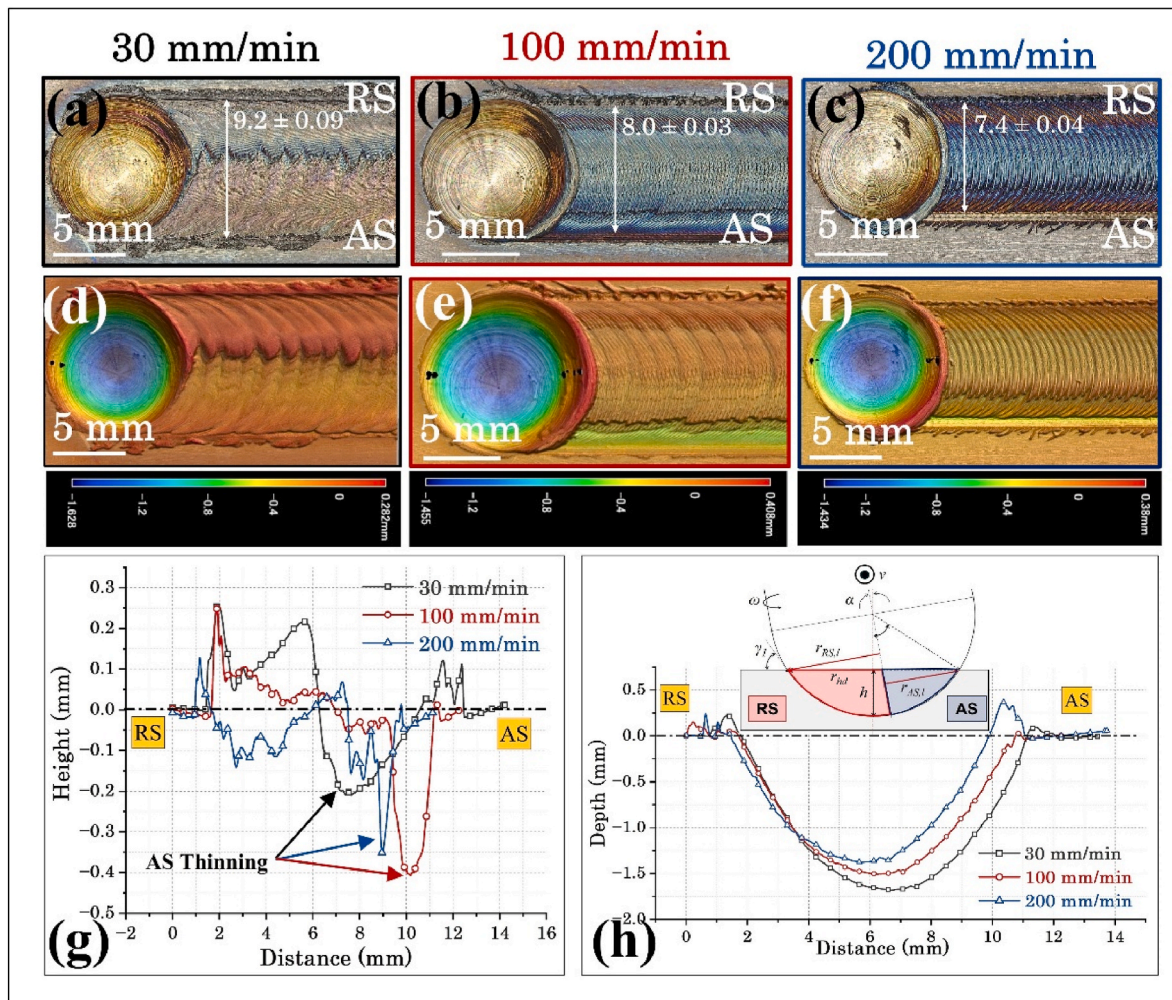 30 mm/min
100 mm/min
200 mm/min
(a)
RS
9.2 ± 0.09
5 mm
AS
(b)
RS
8.0 ± 0.03
5 mm
AS
(c)
RS
7.4 ± 0.04
5 mm
AS
(d)
5 mm
(e)
5 mm
(f)
5 mm
-1.628
-1.2
-0.8
-0.4
0
0.282mm
-1.455
-1.2
-0.8
-0.4
0
0.408mm
-1.434
-1.2
-0.8
-0.4
0
0.38mm
30 mm/min
100 mm/min
200 mm/min
0.3
0.2
0.1
0.0
-0.1
-0.2
-0.3
-0.4
-0.5
Height (mm)
RS
AS
AS Thinning
(g)
-2 0 2 4 6 8 10 12 14 16
Distance (mm)
v
ω
α
γI
rRS,I
rhd
h
rAS,I
RS
AS
RS
AS
0.5
0.0
-0.5
-1.0
-1.5
-2.0
Depth (mm)
30 mm/min
100 mm/min
200 mm/min
(h)
0 2 4 6 8 10 12 14
Distance (mm)